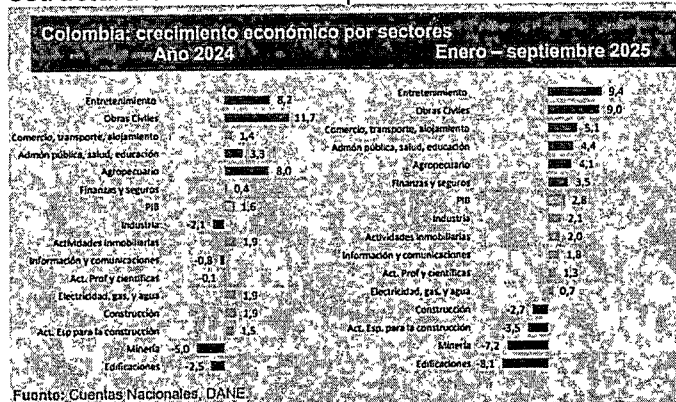 Colombia: crecimiento económico por sectores
Año 2024
Enero – septiembre 2025
Entretenimiento 8,2
Obras Civiles 11,7
Comercio, transporte, alojamiento 1,4
Admón pública, salud, educación 3,3
Agropecuario 8,0
Finanzas y seguros 0,4
PIB 1,6
Industria -2,1
Actividades inmobiliarias 1,9
Información y comunicaciones -0,8
Act. Prof y científicas -0,1
Electricidad, gas, y agua 1,9
Construcción 1,9
Act. Esp para la construcción 1,5
Minería -5,0
Edificaciones -2,5
Entretenimiento 9,4
Obras Civiles 9,0
Comercio, transporte, alojamiento 5,1
Admón pública, salud, educación 4,4
Agropecuario 4,1
Finanzas y seguros 3,5
PIB 2,8
Industria 2,1
Actividades inmobiliarias 2,0
Información y comunicaciones 1,8
Act. Prof y científicas 1,3
Electricidad, gas, y agua 0,7
Construcción -2,7
Act. Esp. para la construcción -3,5
Minería -7,2
Edificaciones -8,1
Fuente: Cuentas Nacionales, DANE.